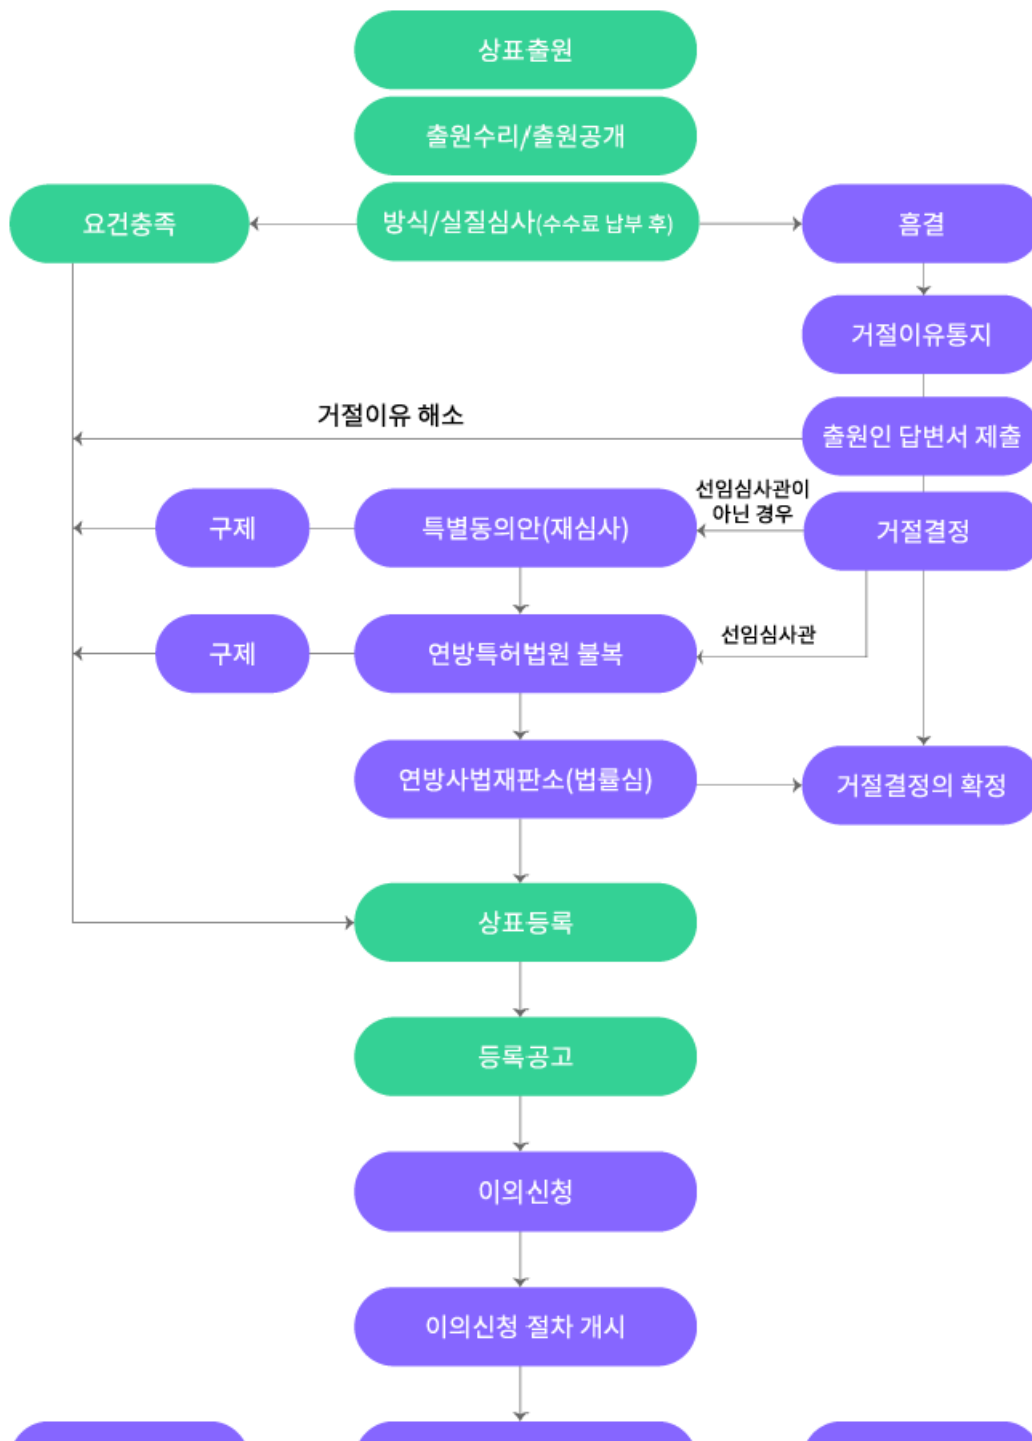 상표출원
출원수리/출원공개
요건충족
방식/실질심사(수수료 납부 후)
흠결
거절이유통지
거절이유 해소
출원인 답변서 제출
선임심사관이
아닌 경우
구제
특별동의안(재심사)
거절결정
선임심사관
구제
연방특허법원 불복
연방사법재판소(법률심)
거절결정의 확정
상표등록
등록공고
이의신청
이의신청 절차 개시